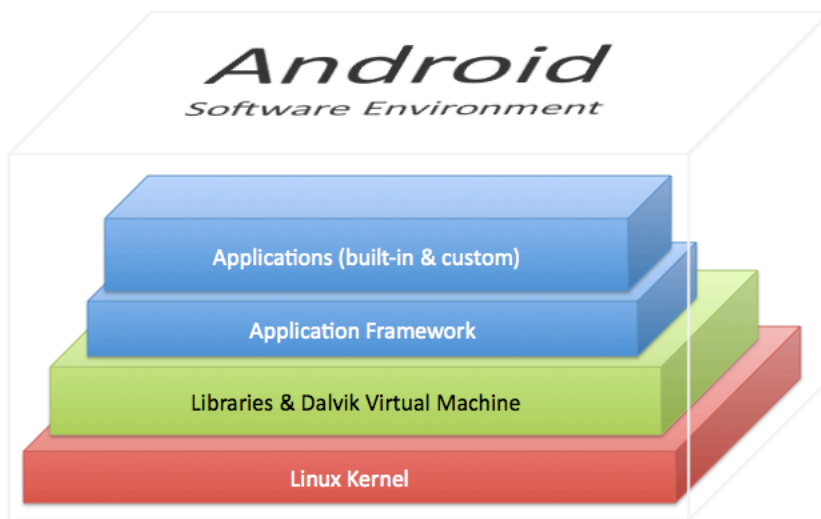 Android
Software Environment
Applications (built-in & custom)
Application Framework
Libraries & Dalvik Virtual Machine
Linux Kernel